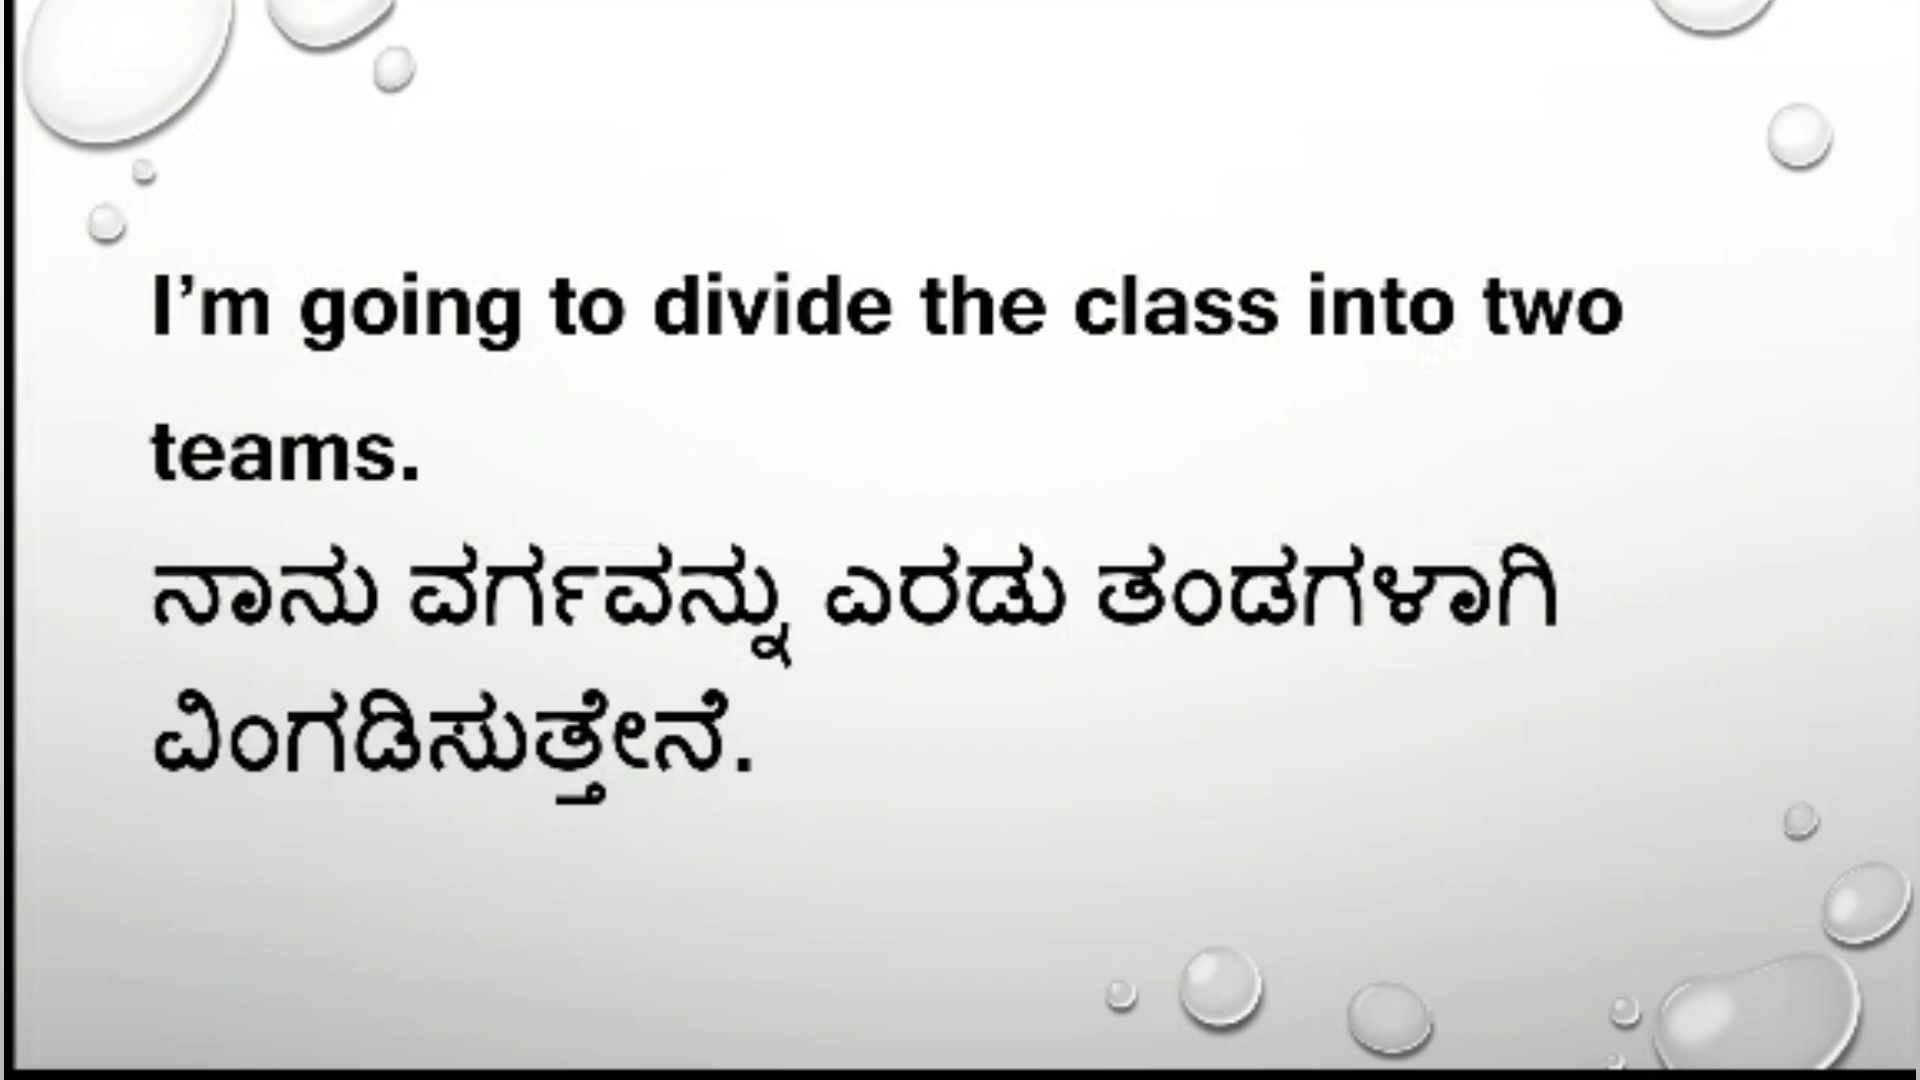 I’m going to divide the class into two
teams.
ನಾನು ವರ್ಗವನ್ನು ಎರಡು ತಂಡಗಳಾಗಿ
ವಿಂಗಡಿಸುತ್ತೇನೆ.